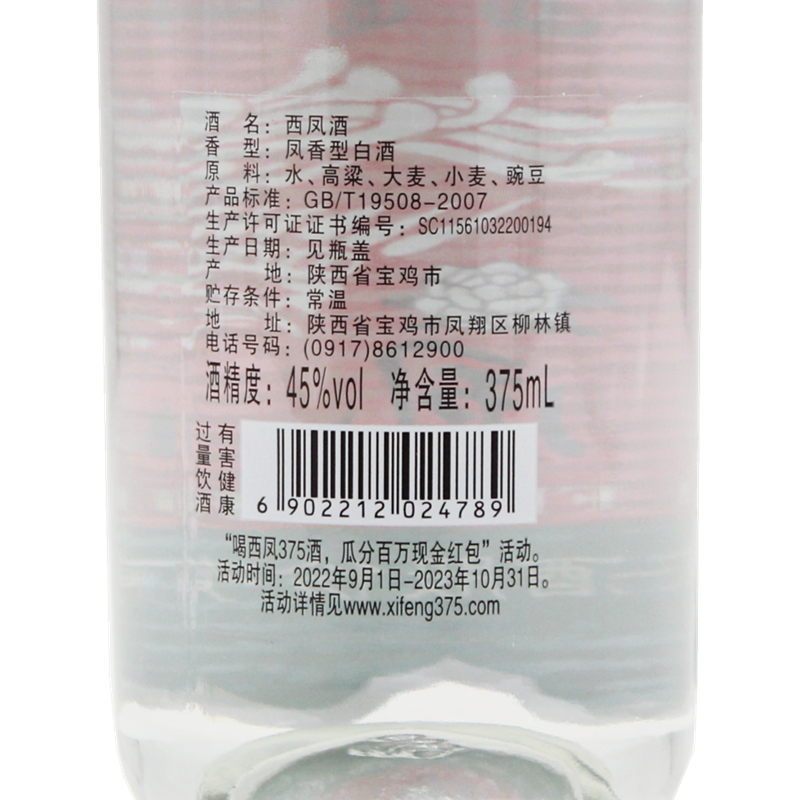 酒 名：西凤酒
香 型：凤香型白酒
原 料：水、高粱、大麦、小麦、豌豆
产品标准：GB/T19508-2007
生产许可证证书编号：SC11561032200194
生产日期：见瓶盖
产 地：陕西省宝鸡市
贮存条件：常温
地 址：陕西省宝鸡市凤翔区柳林镇
电话号码：(0917)8612900
酒精度：45%vol 净含量：375mL
过量饮酒
有害健康
6 902212 024789
“喝西凤375酒，瓜分百万现金红包”活动。
活动时间：2022年9月1日-2023年10月31日。
活动详情见www.xifeng375.com